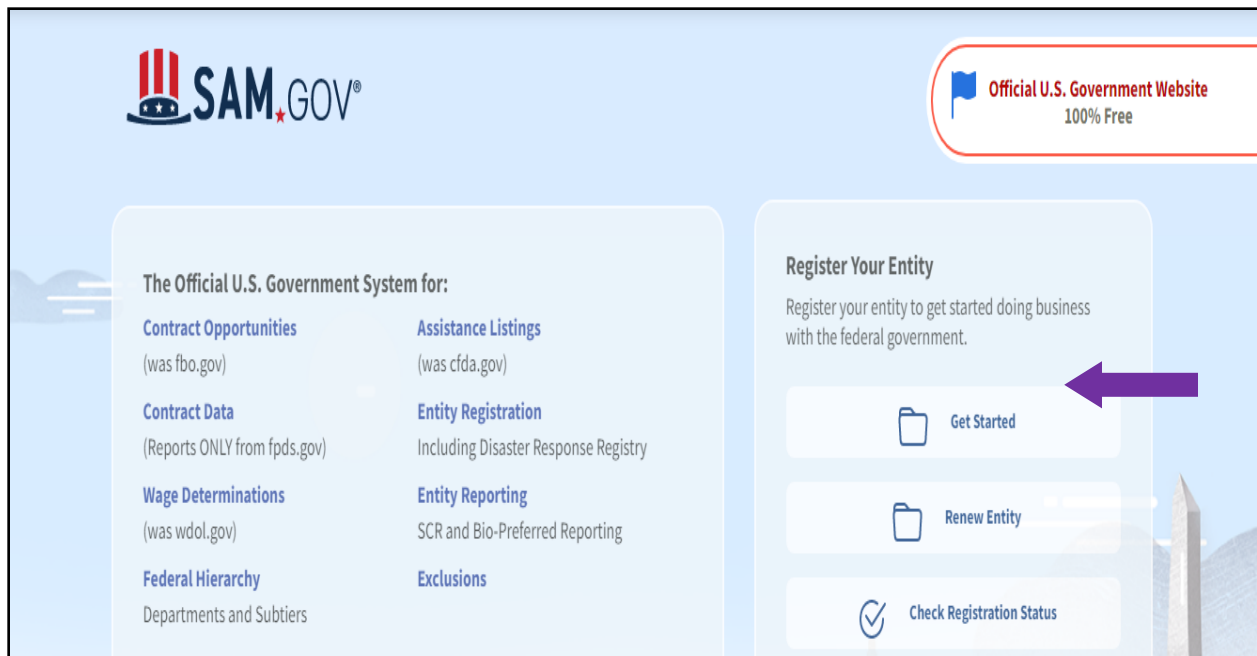 SAM.GOV®
Official U.S. Government Website
100% Free
The Official U.S. Government System for:
Contract Opportunities
(was fbo.gov)
Contract Data
(Reports ONLY from fpds.gov)
Wage Determinations
(was wdol.gov)
Federal Hierarchy
Departments and Subtiers
Assistance Listings
(was cfda.gov)
Entity Registration
Including Disaster Response Registry
Entity Reporting
SCR and Bio-Preferred Reporting
Exclusions
Register Your Entity
Register your entity to get started doing business
with the federal government.
Get Started
Renew Entity
Check Registration Status